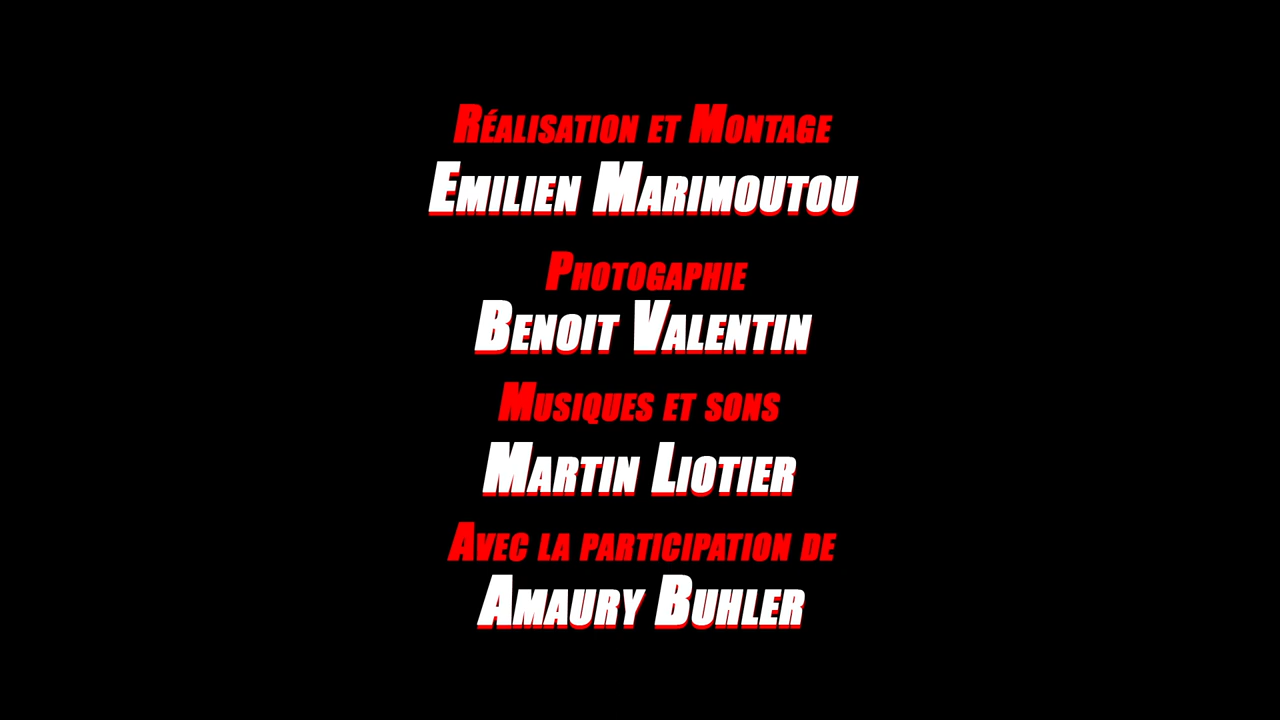 Réalisation et Montage
Emilien Marimoutou
Photogaphie
Benoit Valentin
Musiques et sons
Martin Liotier
Avec la participation de
Amaury Buhler